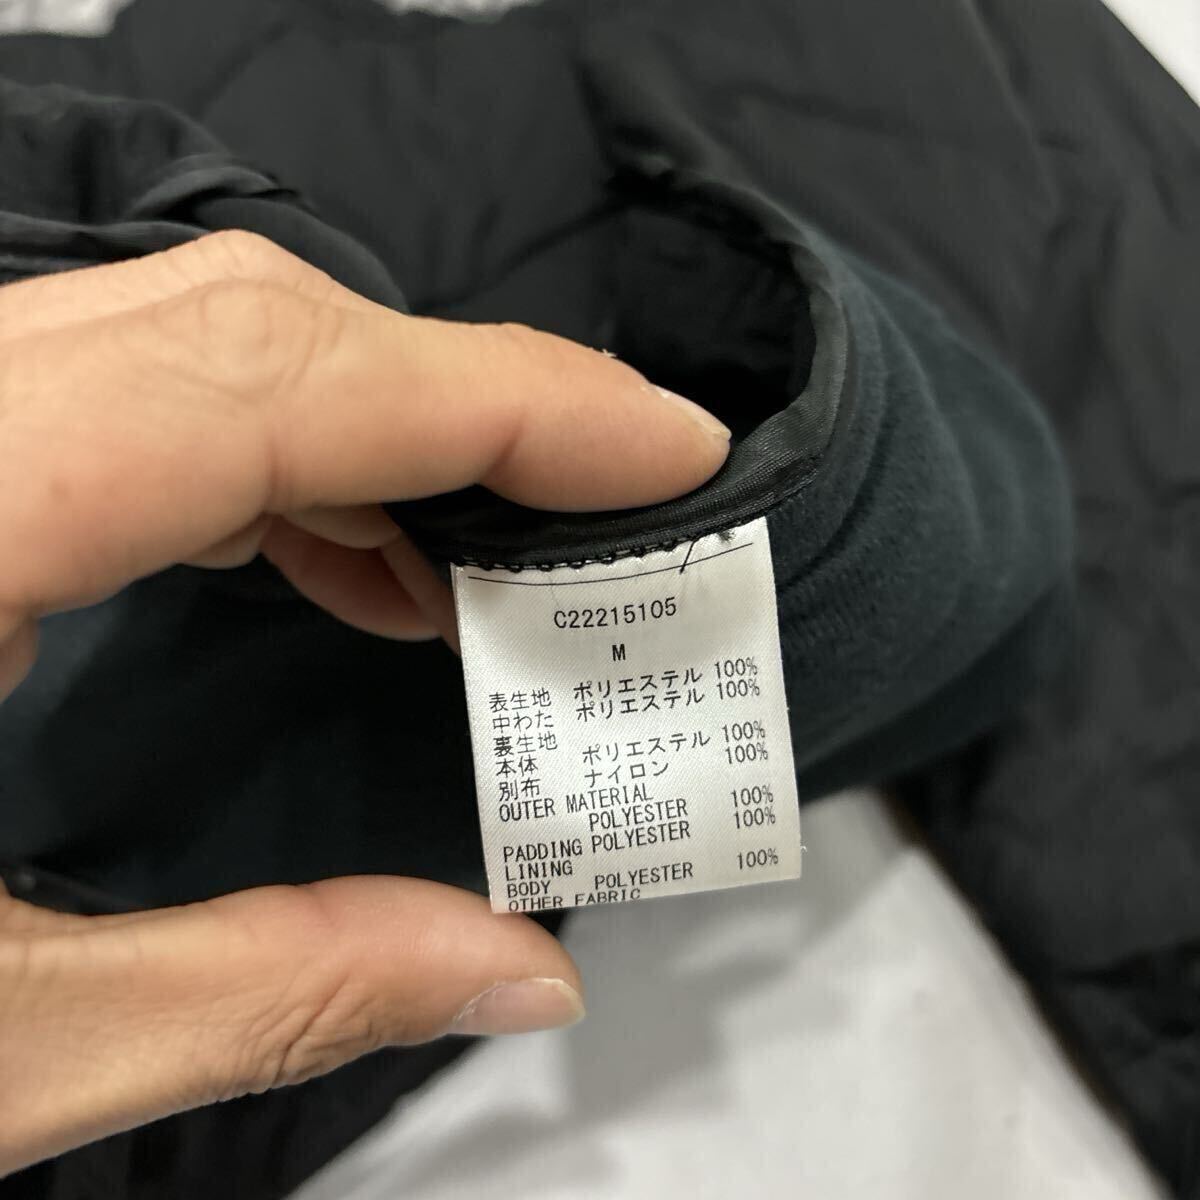 C22215105
M
表生地 ポリエステル 100%
中わた ポリエステル 100%
裏生地
本体 ポリエステル 100%
別布 ナイロン 100%
OUTER MATERIAL
POLYESTER 100%
PADDING POLYESTER 100%
LINING
BODY POLYESTER 100%
OTHER FABRIC